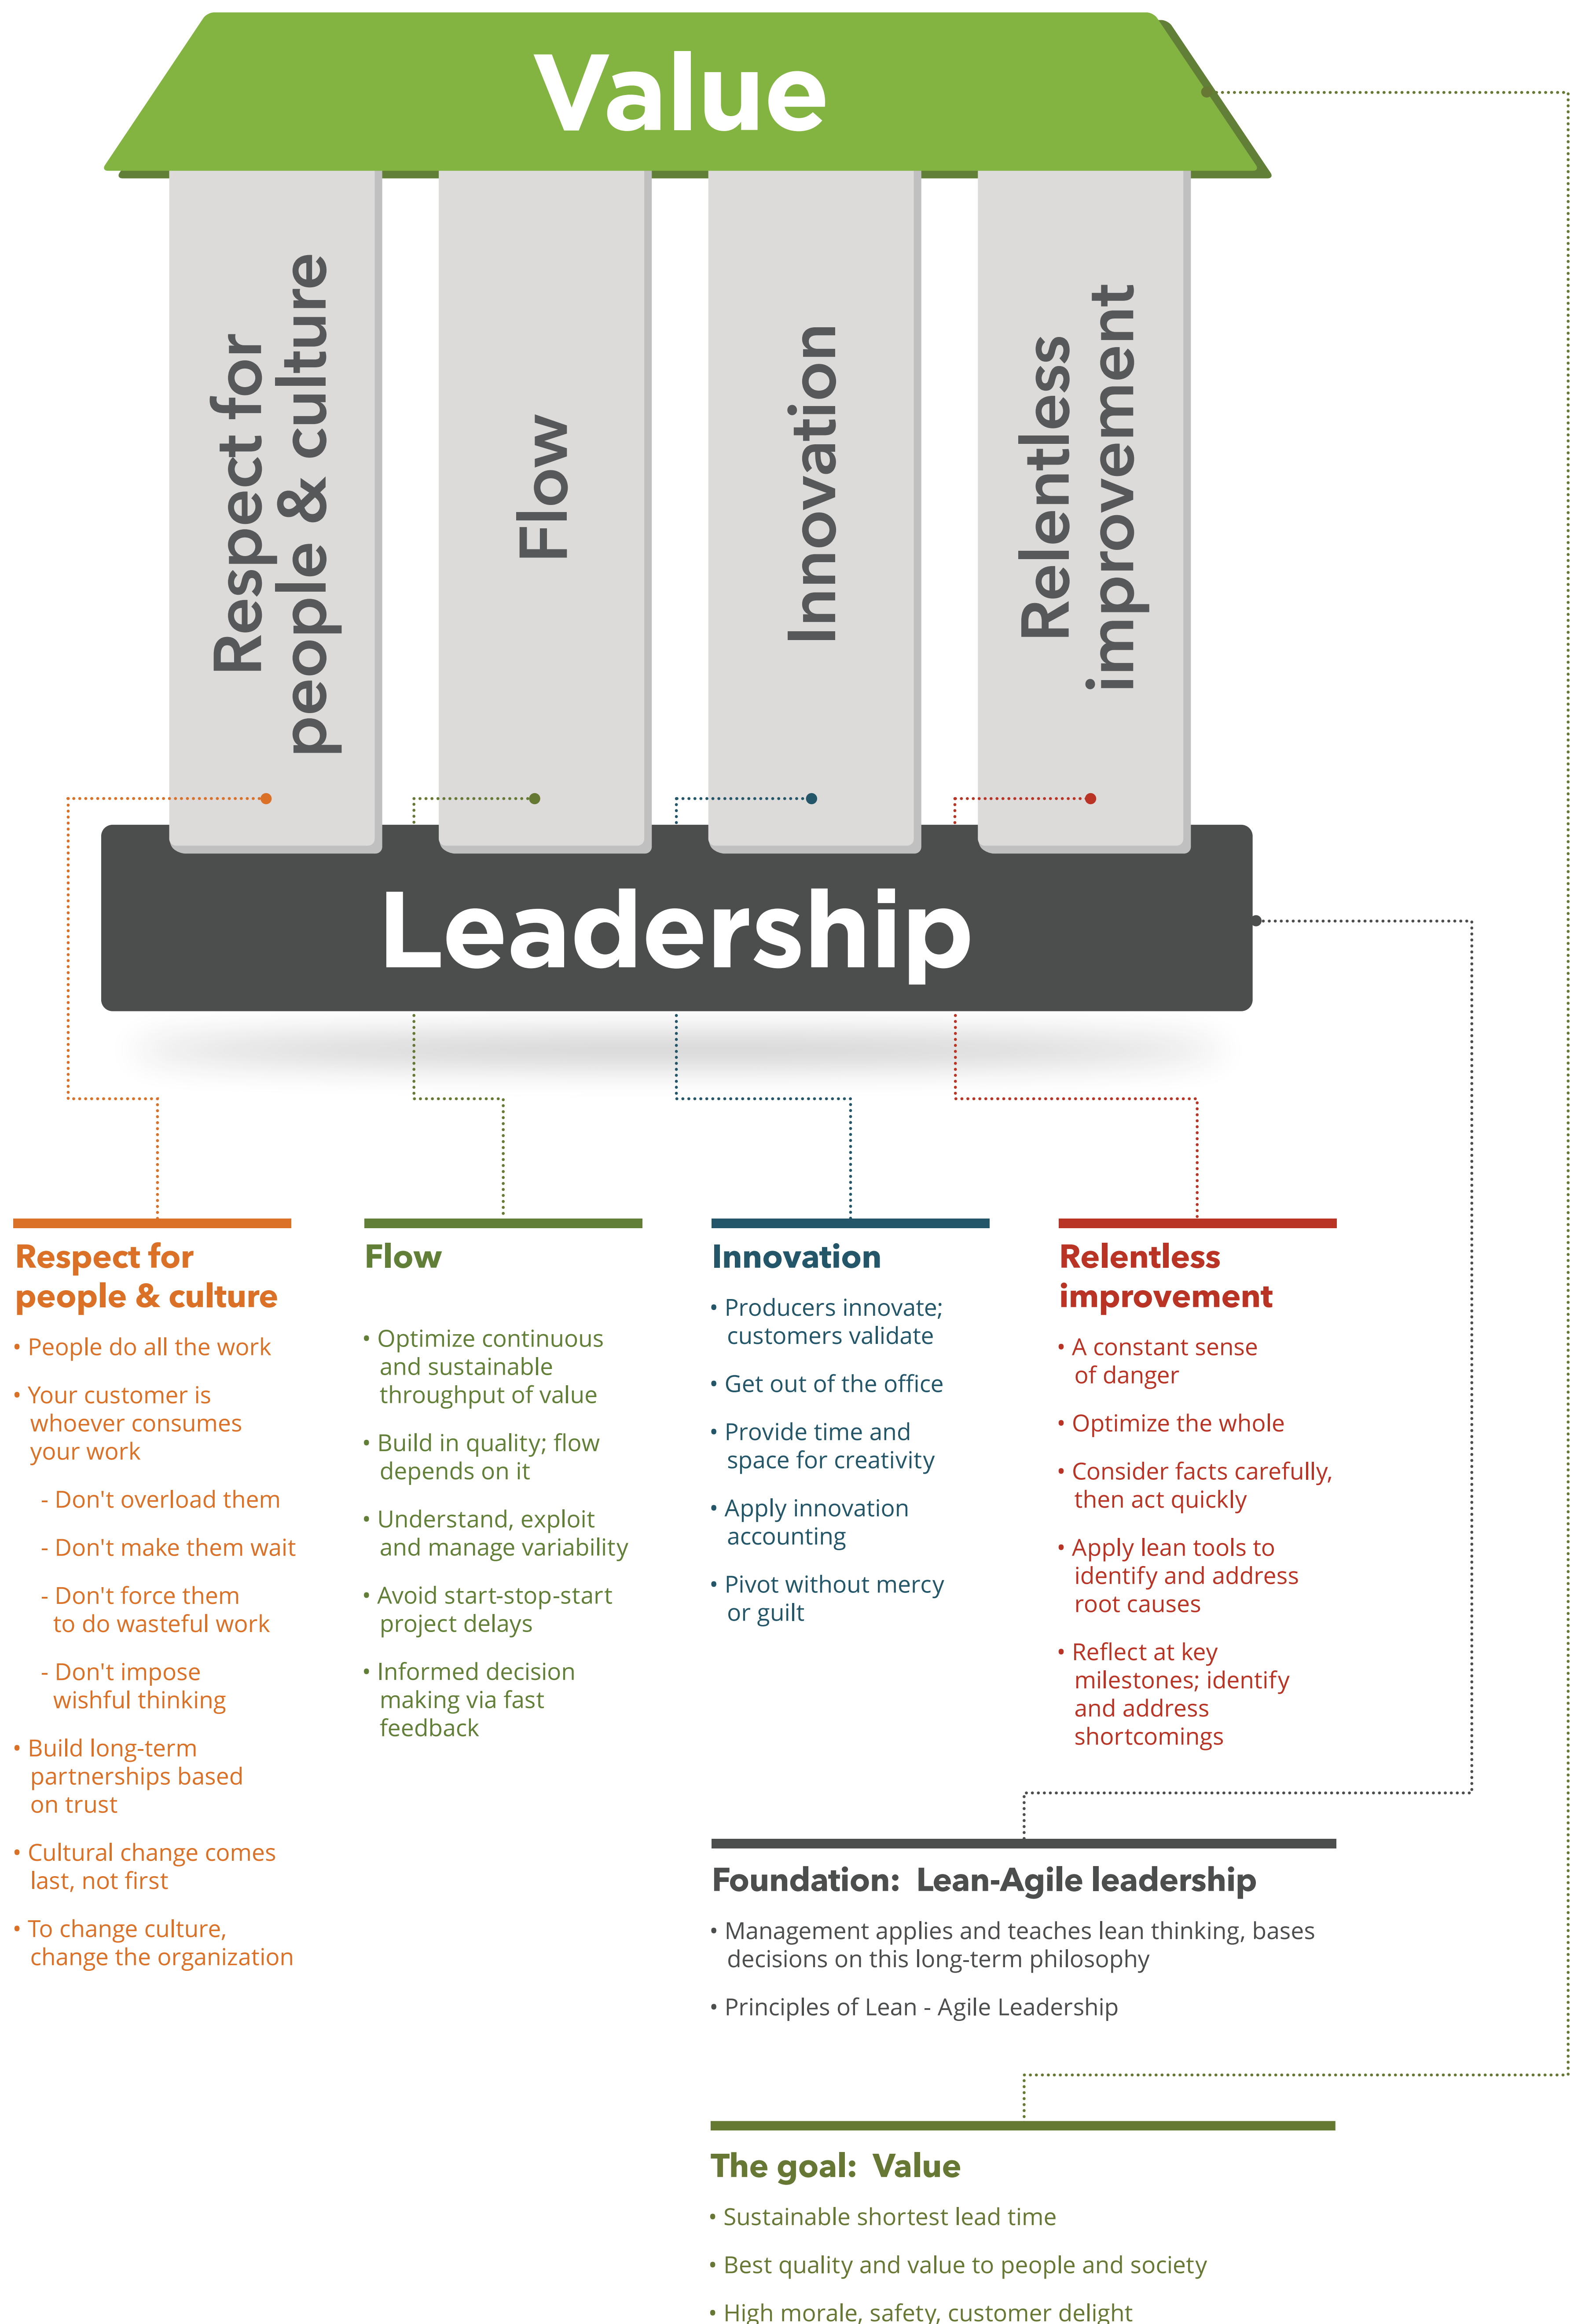 Value
Respect for
people & culture
Flow
Innovation
Relentless
improvement
Leadership
Respect for
people & culture
• People do all the work
• Your customer is
whoever consumes
your work
- Don't overload them
- Don't make them wait
- Don't force them
to do wasteful work
- Don't impose
wishful thinking
• Build long-term
partnerships based
on trust
• Cultural change comes
last, not first
• To change culture,
change the organization
Flow
• Optimize continuous
and sustainable
throughput of value
• Build in quality; flow
depends on it
• Understand, exploit
and manage variability
• Avoid start-stop-start
project delays
• Informed decision
making via fast
feedback
Innovation
• Producers innovate;
customers validate
• Get out of the office
• Provide time and
space for creativity
• Apply innovation
accounting
• Pivot without mercy
or guilt
Relentless
improvement
• A constant sense
of danger
• Optimize the whole
• Consider facts carefully,
then act quickly
• Apply lean tools to
identify and address
root causes
• Reflect at key
milestones; identify
and address
shortcomings
Foundation: Lean-Agile leadership
• Management applies and teaches lean thinking, bases
decisions on this long-term philosophy
• Principles of Lean - Agile Leadership
The goal: Value
• Sustainable shortest lead time
• Best quality and value to people and society
• High morale, safety, customer delight